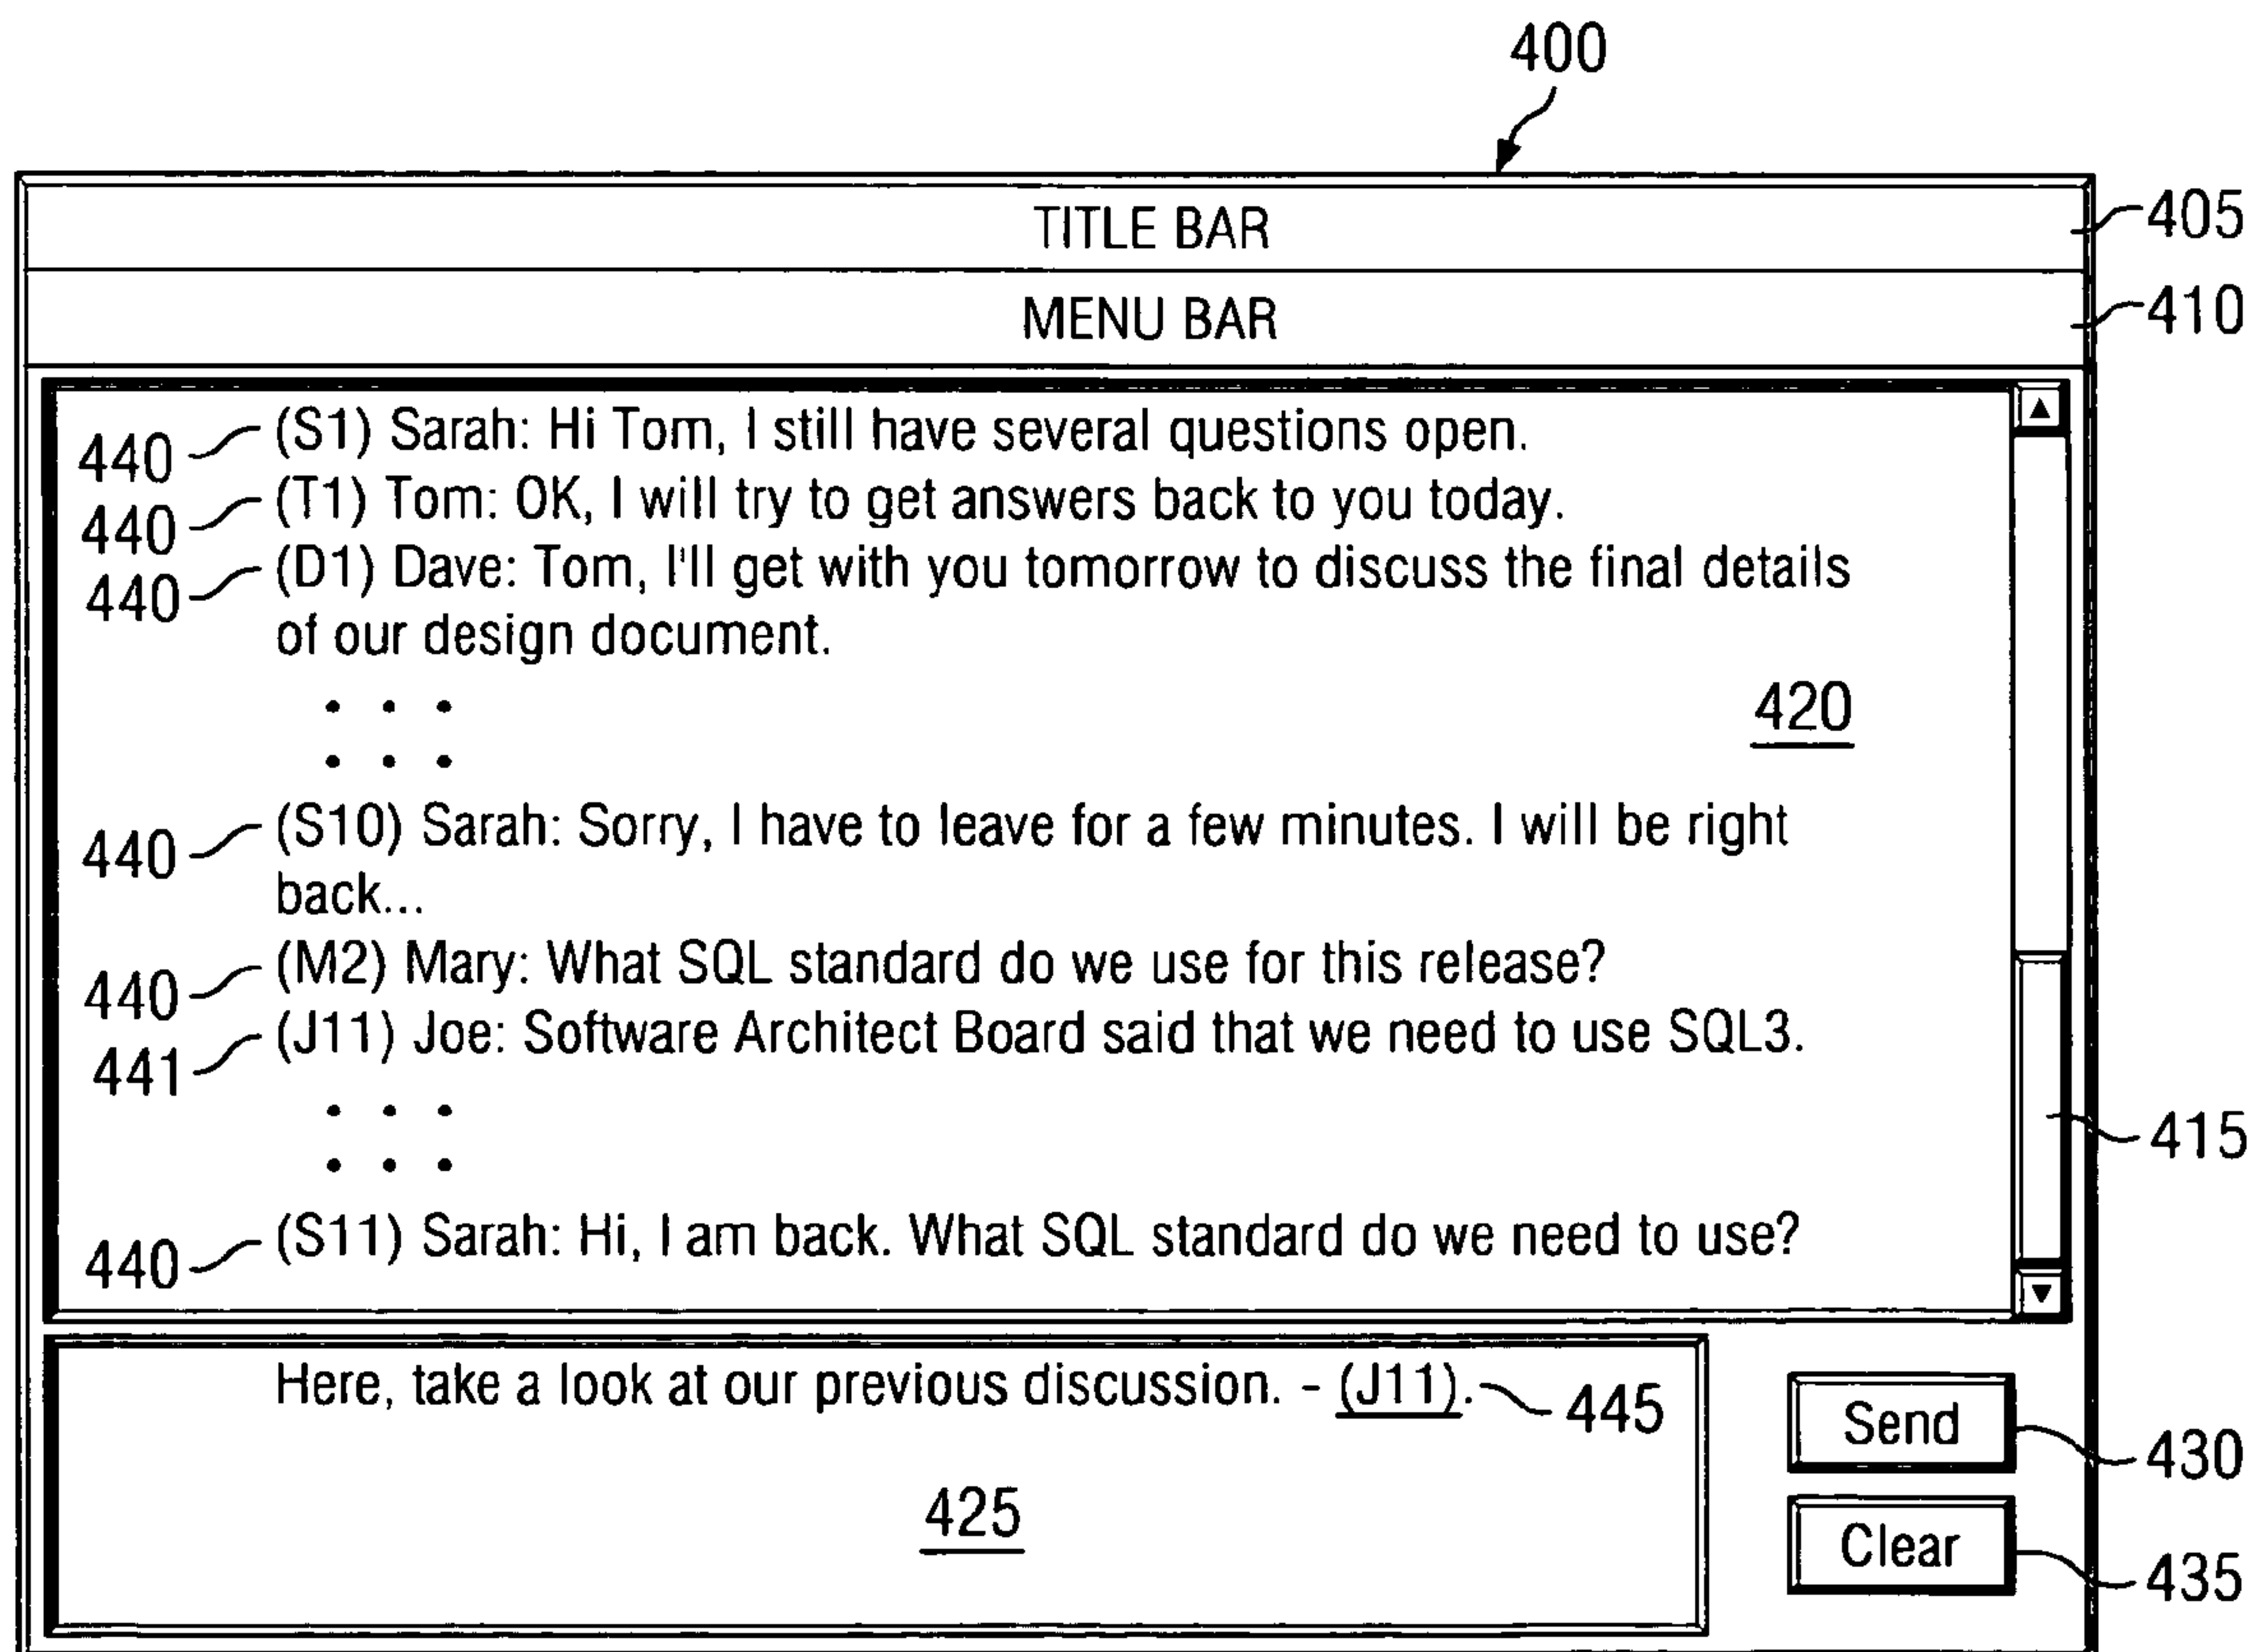 400
TITLE BAR 405
MENU BAR 410
440 (S1) Sarah: Hi Tom, I still have several questions open.
440 (T1) Tom: OK, I will try to get answers back to you today.
440 (D1) Dave: Tom, I'll get with you tomorrow to discuss the final details
of our design document.
. . .
420
. . .
440 (S10) Sarah: Sorry, I have to leave for a few minutes. I will be right
back...
440 (M2) Mary: What SQL standard do we use for this release?
441 (J11) Joe: Software Architect Board said that we need to use SQL3.
. . .
415
. . .
440 (S11) Sarah: Hi, I am back. What SQL standard do we need to use?
Here, take a look at our previous discussion. - (J11). 445
Send 430
425
Clear 435